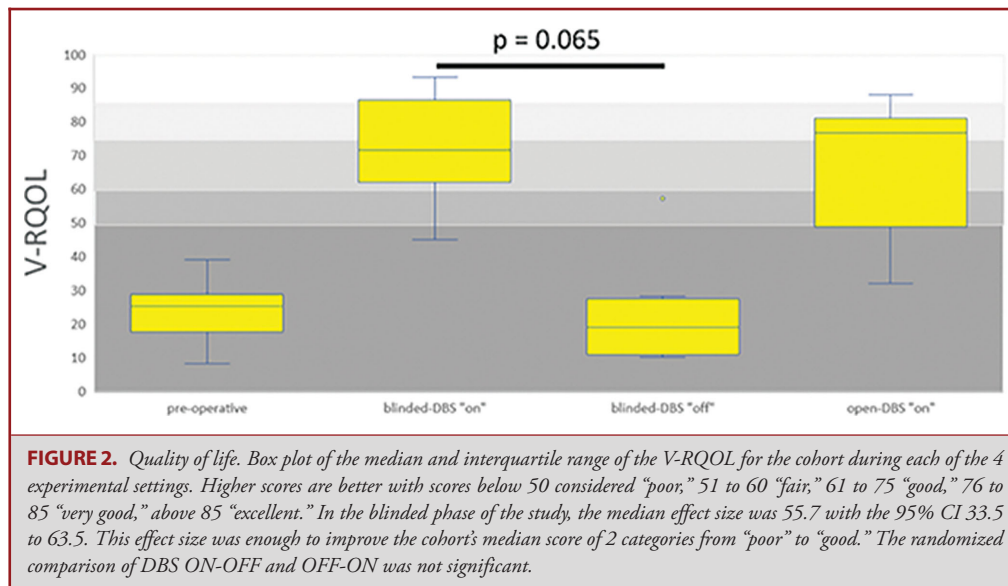 p = 0.065
100
90
80
70
60
50
40
30
20
10
0
V-RQOL
pre-operative
blinded-DBS "on"
blinded-DBS "off"
open-DBS "on"
FIGURE 2. Quality of life. Box plot of the median and interquartile range of the V-RQOL for the cohort during each of the 4
experimental settings. Higher scores are better with scores below 50 considered “poor,” 51 to 60 “fair,” 61 to 75 “good,” 76 to
85 “very good,” above 85 “excellent.” In the blinded phase of the study, the median effect size was 55.7 with the 95% CI 33.5
to 63.5. This effect size was enough to improve the cohort’s median score of 2 categories from “poor” to “good.” The randomized
comparison of DBS ON-OFF and OFF-ON was not significant.